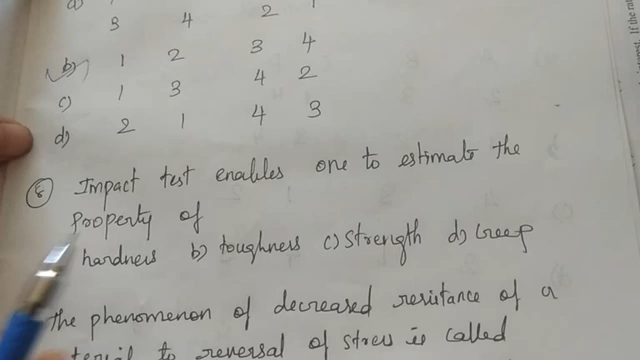 a)
3 4 2 1
b) 1 2 3 4
c) 1 3 4 2
d) 2 1 4 3
8 Impact test enables one to estimate the
property of
hardness b) toughness c) strength d) creep
the phenomenon of decreased resistance of a
to reversal of stress is called